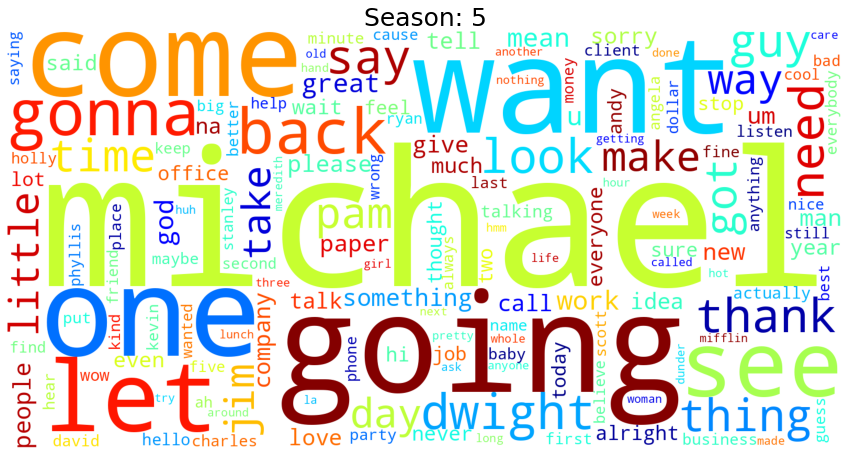 Season: 5
saying
come
cause
minute
tell
mean
sorry
guy
care
said
old
hand
say
great
want
another
nothing
client
money
done
way
bad
cool
everybody
gonna
na
big
better
help
wait
feel
ryan
back
u
andy
angela
dollar
stop
um
listen
getting
need
holly
lot
time
keep
office
god
huh
take
stanley
meredith
please
wrong
give
much
last
look
make
fine
hour
everyone
got
anything
nice
man
still
year
little
phyllis
place
friend
maybe
second
michael
pam
paper
girl
thought
always
talking
hmm
two
life
week
sure
called
new
hot
best
actually
one
put
kind
kevin
wanted
three
lunch
company
talk
something
next
call
work
idea
thank
mifflin
people
find
hear
wow
let
even
five
ah
try
around
jim
hi
phone
la
going
job
pretty
ask
name
whole
baby
anyone
today
believe
scott
woman
dunder
see
david
hello
charles
love
party
day
never
dwight
long
first
alright
thing
business
made
guess